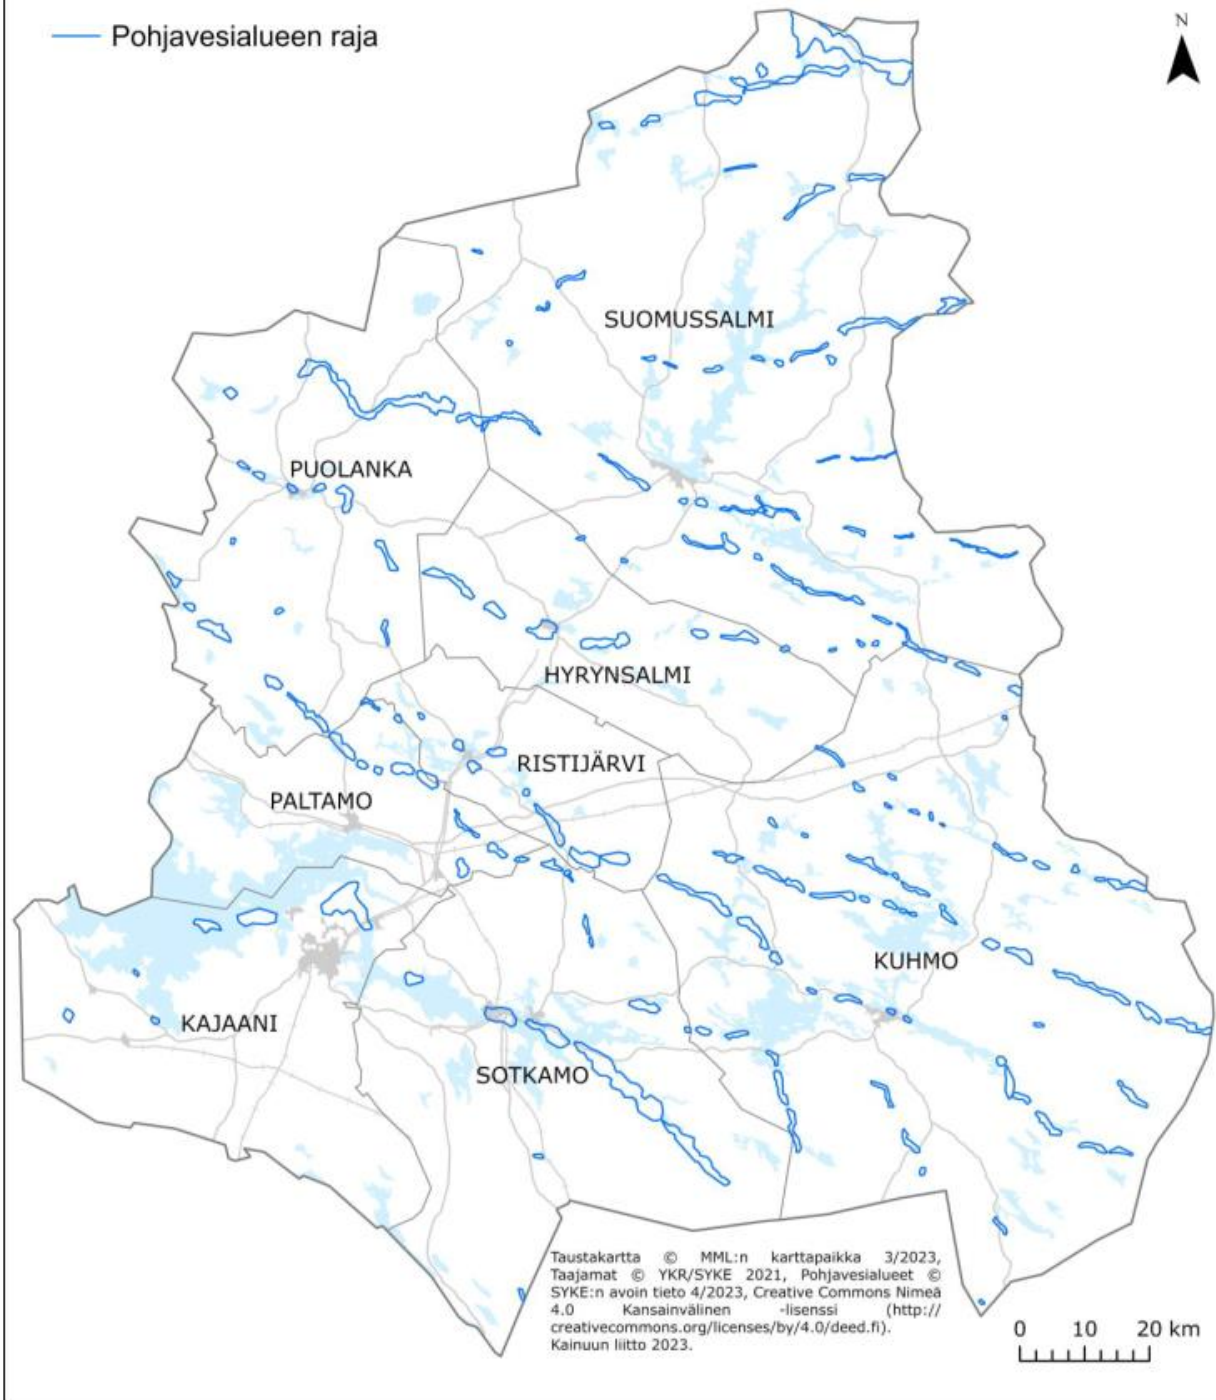 Pohjavesialueen raja
N
SUOMUSSALMI
PUOLANKA
HYRYNSALMI
RISTIJÄRVI
PALTAMO
KUHMO
KAJAANI
SOTKAMO
Taustakartta © MML:n karttapaikka 3/2023,
Taajamat © YKR/SYKE 2021, Pohjavesialueet ©
SYKE:n avoin tieto 4/2023, Creative Commons Nimeä
4.0 Kansainvälinen -lisenssi (http://
creativecommons.org/licenses/by/4.0/deed.fi).
Kainuun liitto 2023.
0 10 20 km